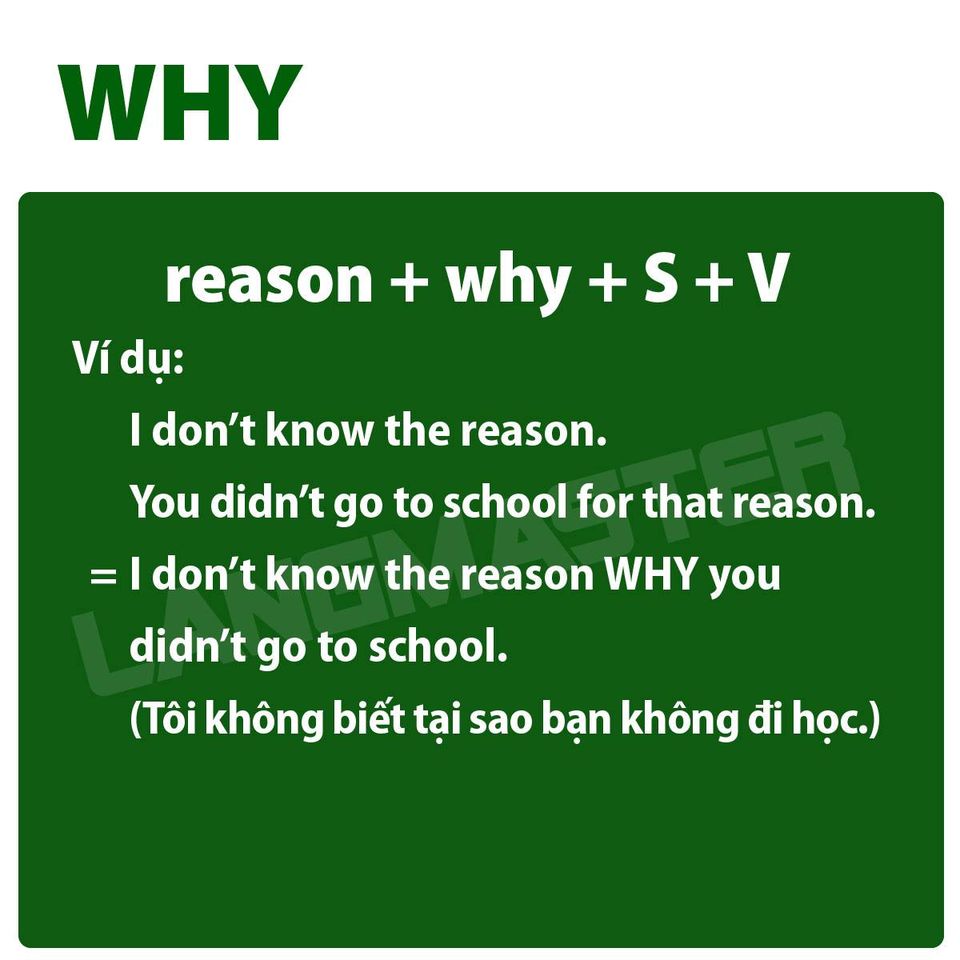 WHY
reason + why + S + V
Ví dụ:
I don’t know the reason.
You didn’t go to school for that reason.
= I don’t know the reason WHY you
didn’t go to school.
(Tôi không biết tại sao bạn không đi học.)
LANGMASTER